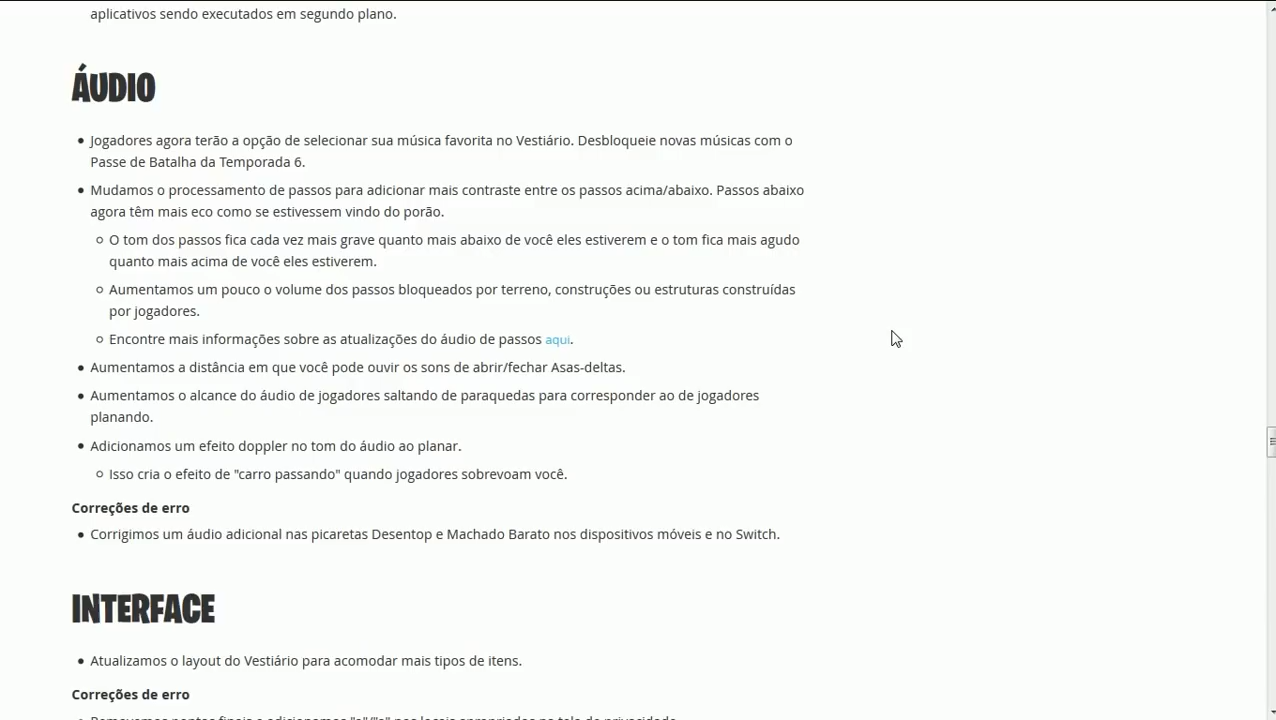 aplicativos sendo executados em segundo plano.
ÁUDIO
• Jogadores agora terão a opção de selecionar sua música favorita no Vestiário. Desbloqueie novas músicas com o
Passe de Batalha da Temporada 6.
• Mudamos o processamento de passos para adicionar mais contraste entre os passos acima/abaixo. Passos abaixo
agora têm mais eco como se estivessem vindo do porão.
○ O tom dos passos fica cada vez mais grave quanto mais abaixo de você eles estiverem e o tom fica mais agudo
quanto mais acima de você eles estiverem.
○ Aumentamos um pouco o volume dos passos bloqueados por terreno, construções ou estruturas construídas
por jogadores.
○ Encontre mais informações sobre as atualizações do áudio de passos aqui.
• Aumentamos a distância em que você pode ouvir os sons de abrir/fechar Asas-deltas.
• Aumentamos o alcance do áudio de jogadores saltando de paraquedas para corresponder ao de jogadores
planando.
• Adicionamos um efeito doppler no tom do áudio ao planar.
○ Isso cria o efeito de "carro passando" quando jogadores sobrevoam você.
Correções de erro
• Corrigimos um áudio adicional nas picaretas Desentop e Machado Barato nos dispositivos móveis e no Switch.
INTERFACE
• Atualizamos o layout do Vestiário para acomodar mais tipos de itens.
Correções de erro